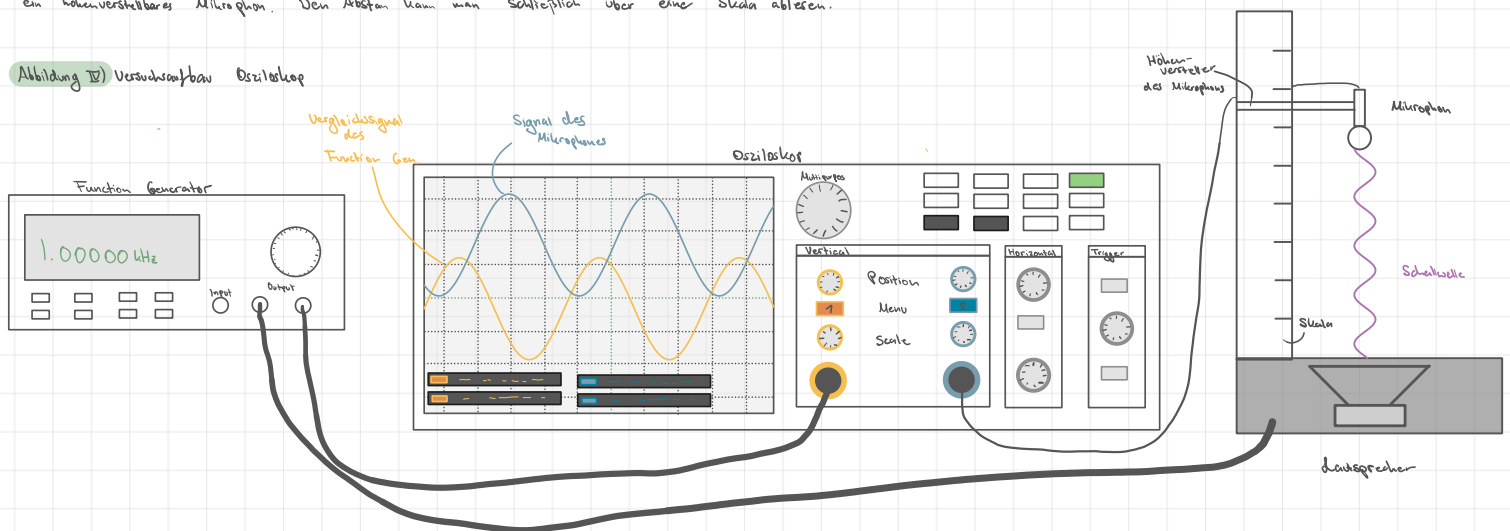 ein höhenverstellbares Mikrophon. Den Abstan kann man schließlich über eine Skala ablesen.
Abbildung IV) Versuchsaufbau Osziloskop
Höhen-
versteller
des Mikrophons
Mikrophon
Vergleichssignal
des
Function Gen
Signal des
Mikrophones
Osziloskop
Multipurpos
Function Generator
1.00000 kHz
Input
Output
Vertical
Horizontal
Trigger
Position
Menu
Scale
1
Schallwelle
Skala
Lautsprecher